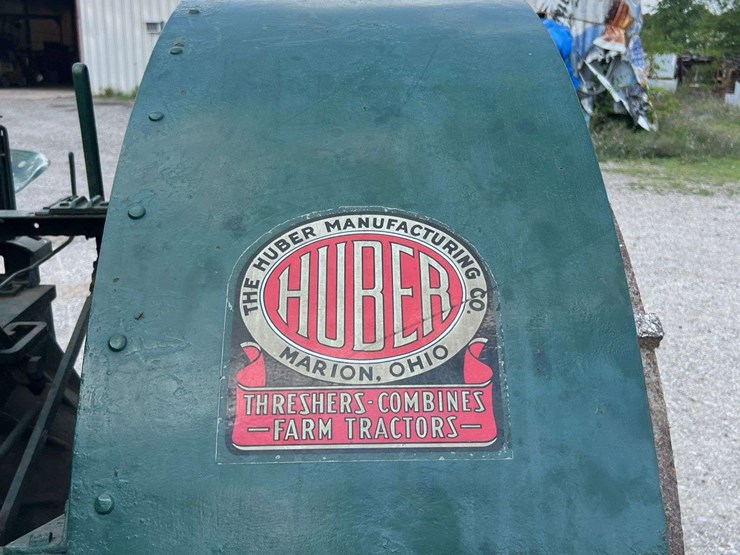 THE HUBER MANUFACTURING CO.
HUBER
MARION, OHIO
THRESHERS - COMBINES
— FARM TRACTORS —